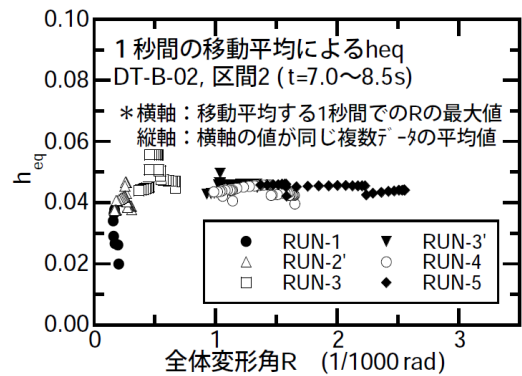 1秒間の移動平均によるheq
DT-B-02, 区間2 ( t=7.0～8.5s)
＊横軸：移動平均する1秒間でのRの最大値
縦軸：横軸の値が同じ複数ﾃﾞｰﾀの平均値
heq
0.10
0.08
0.06
0.04
0.02
0.00
RUN-1
RUN-2'
RUN-3
RUN-3'
RUN-4
RUN-5
0 1 2 3
全体変形角R (1/1000 rad)